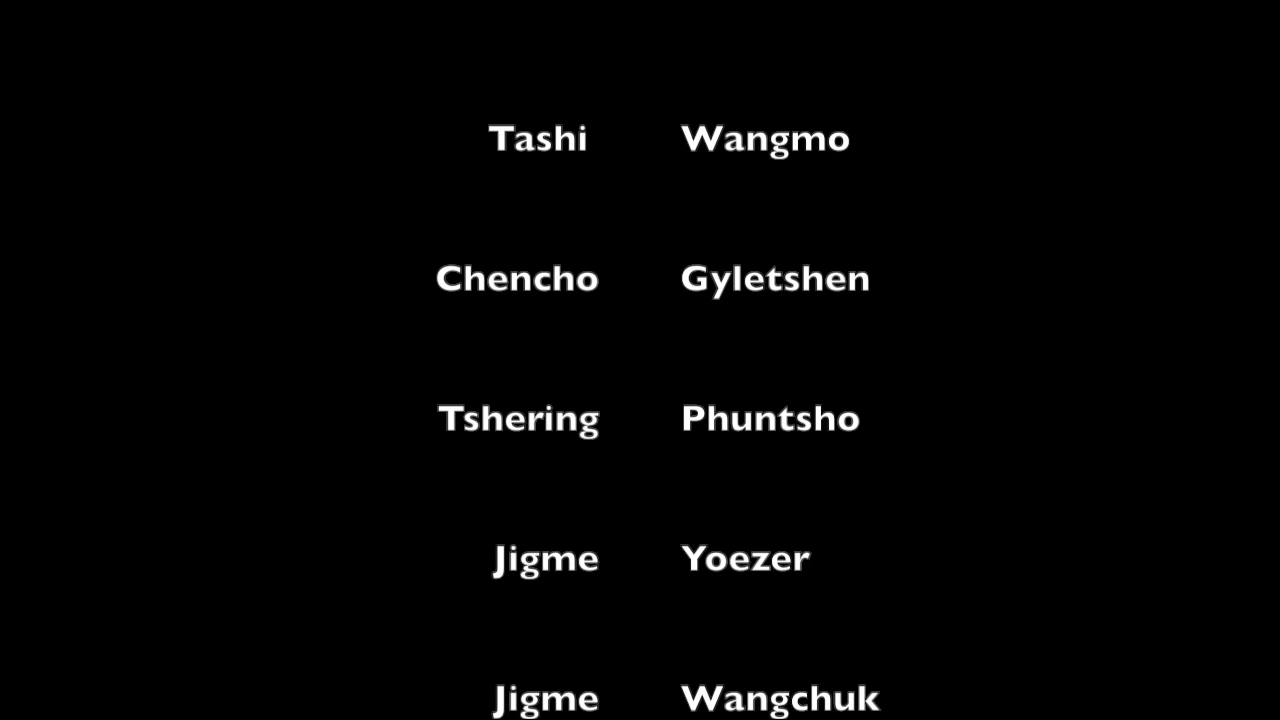 Tashi Wangmo
Chencho Gyletshen
Tshering Phuntsho
Jigme Yoezer
Jigme Wangchuk